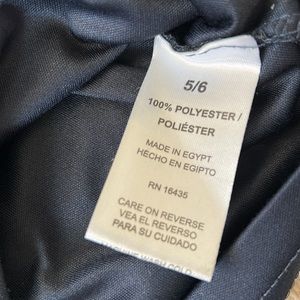 5/6
100% POLYESTER /
POLIÉSTER
MADE IN EGYPT
HECHO EN EGIPTO
RN 16435
CARE ON REVERSE
VEA EL REVERSO
PARA SU CUIDADO